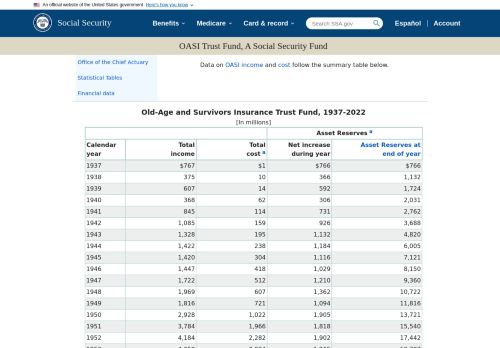 An official website of the United States government Here's how you know
Social Security Benefits Medicare Card & record Search SSA.gov Español Account
OASI Trust Fund, A Social Security Fund
Office of the Chief Actuary
Statistical Tables
Financial data
Data on OASI income and cost follow the summary table below.
Old-Age and Survivors Insurance Trust Fund, 1937-2022
[In millions]
Asset Reserves a
Calendar year Total income Total cost a Net increase during year Asset Reserves at end of year
1937 $767 $1 $766 $766
1938 375 10 366 1,132
1939 607 14 592 1,724
1940 368 62 306 2,031
1941 845 114 731 2,762
1942 1,085 159 926 3,688
1943 1,328 195 1,132 4,820
1944 1,422 238 1,184 6,005
1945 1,420 304 1,116 7,121
1946 1,447 418 1,029 8,150
1947 1,722 512 1,210 9,360
1948 1,969 607 1,362 10,722
1949 1,816 721 1,094 11,816
1950 2,928 1,022 1,905 13,721
1951 3,784 1,966 1,818 15,540
1952 4,184 2,282 1,902 17,442